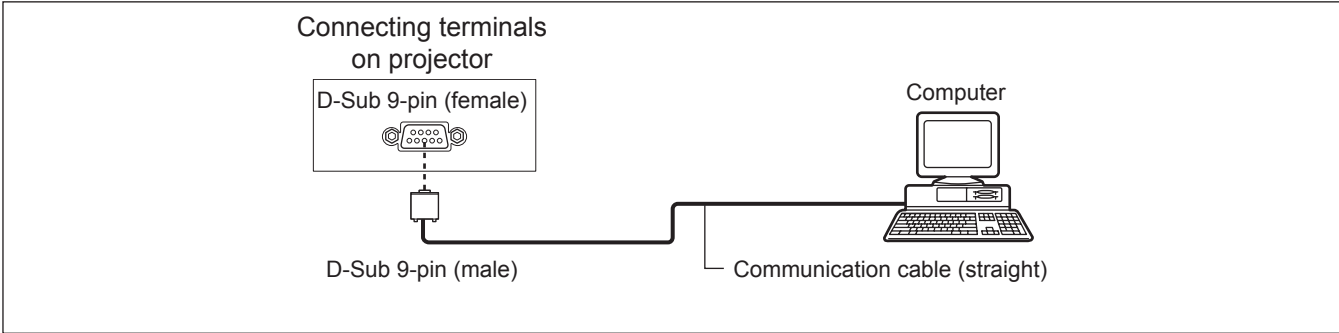 Connecting terminals
on projector
D-Sub 9-pin (female)
Computer
D-Sub 9-pin (male)
Communication cable (straight)